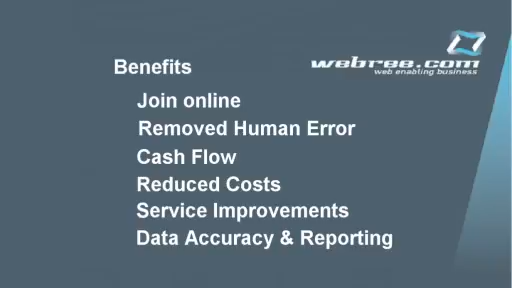 Benefits
webree.com
web enabling business
Join online
Removed Human Error
Cash Flow
Reduced Costs
Service Improvements
Data Accuracy & Reporting